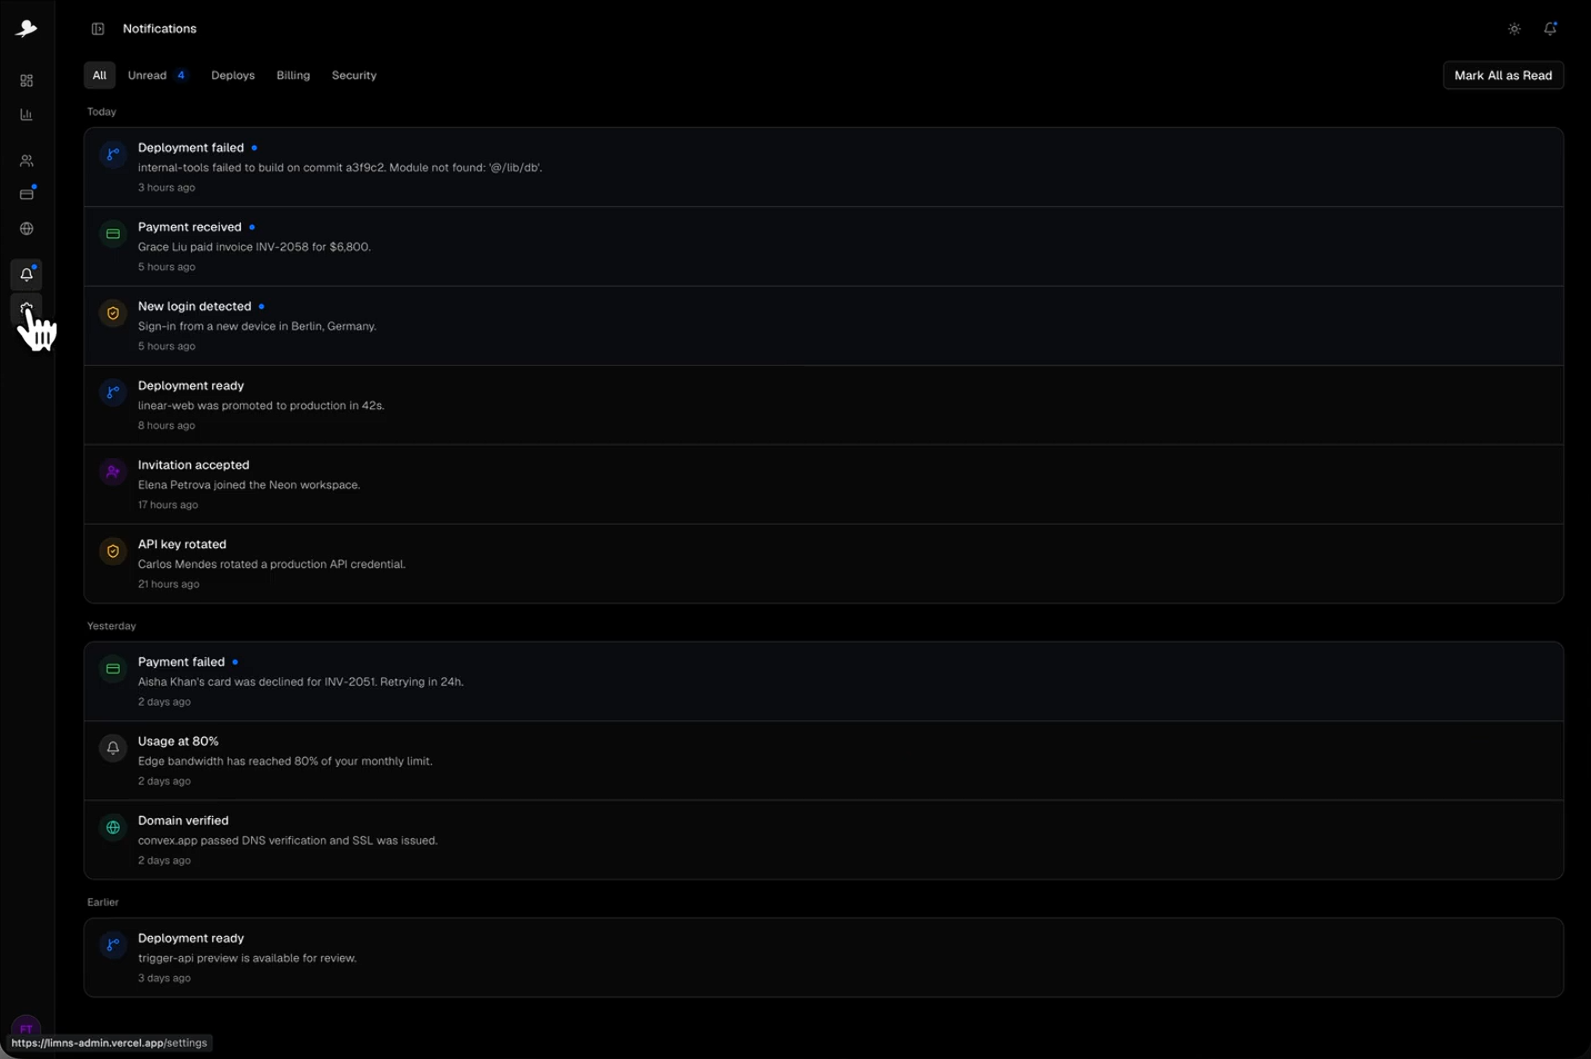 Notifications
All
Unread 4
Deploys
Billing
Security
Mark All as Read
Today
Deployment failed
internal-tools failed to build on commit a3f9c2. Module not found: '@/lib/db'.
3 hours ago
Payment received
Grace Liu paid invoice INV-2058 for $6,800.
5 hours ago
New login detected
Sign-in from a new device in Berlin, Germany.
5 hours ago
Deployment ready
linear-web was promoted to production in 42s.
8 hours ago
Invitation accepted
Elena Petrova joined the Neon workspace.
17 hours ago
API key rotated
Carlos Mendes rotated a production API credential.
21 hours ago
Yesterday
Payment failed
Aisha Khan's card was declined for INV-2051. Retrying in 24h.
2 days ago
Usage at 80%
Edge bandwidth has reached 80% of your monthly limit.
2 days ago
Domain verified
convex.app passed DNS verification and SSL was issued.
2 days ago
Earlier
Deployment ready
trigger-api preview is available for review.
3 days ago
FT
https://limns-admin.vercel.app/settings